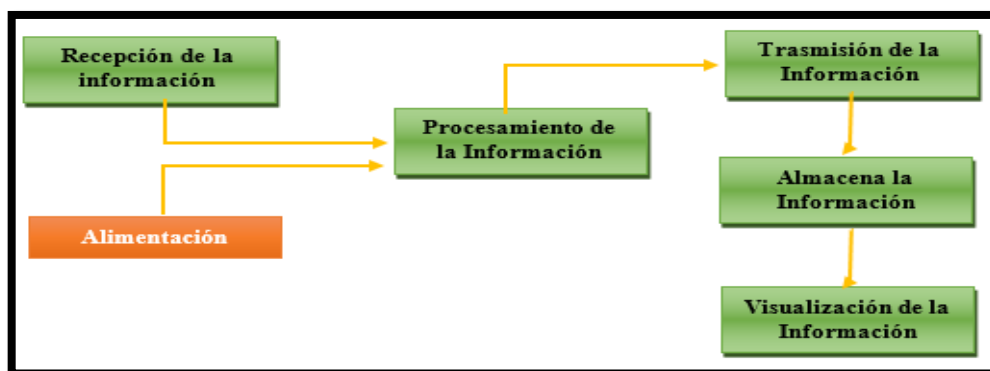 Recepción de la
información
Alimentación
Procesamiento de
la Información
Trasmisión de la
Información
Almacena la
Información
Visualización de la
Información